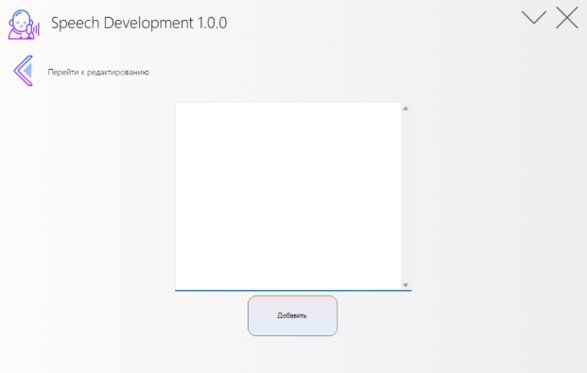 Speech Development 1.0.0
Перейти к редактированию
Добавить